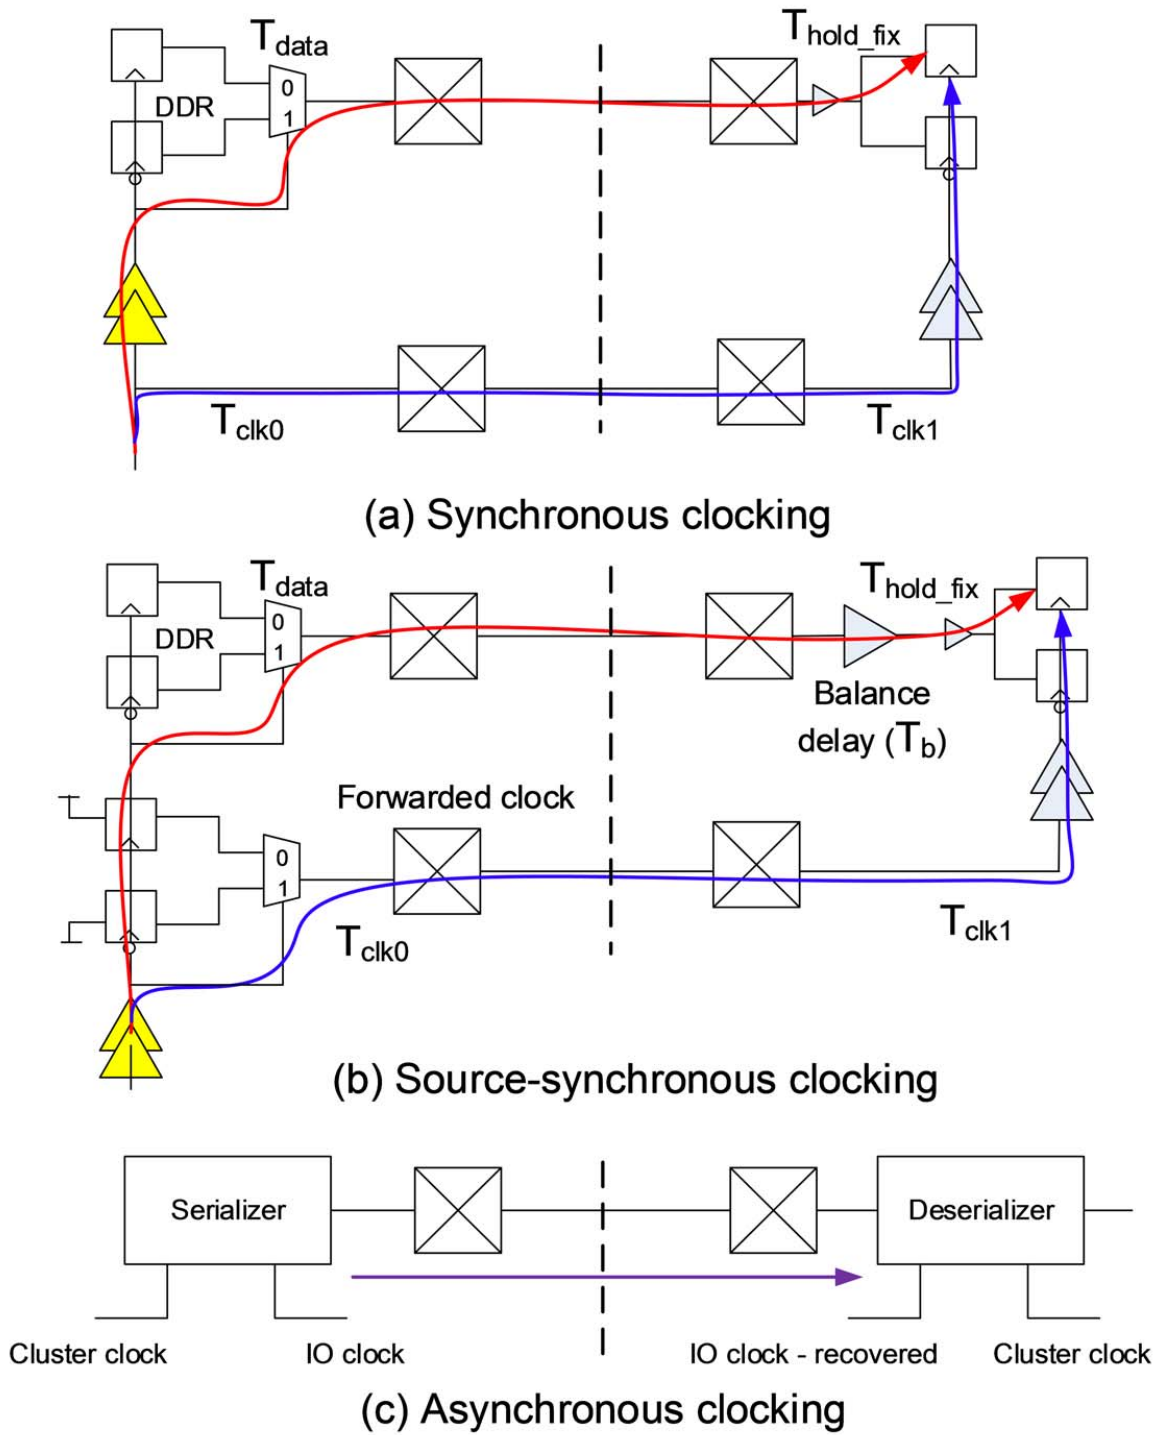 T_data
T_hold_fix
DDR
0
1
T_clk0
T_clk1
(a) Synchronous clocking
T_data
T_hold_fix
DDR
0
1
Balance
delay (T_b)
Forwarded clock
0
1
T_clk0
T_clk1
(b) Source-synchronous clocking
Serializer
Deserializer
Cluster clock
IO clock
IO clock - recovered
Cluster clock
(c) Asynchronous clocking